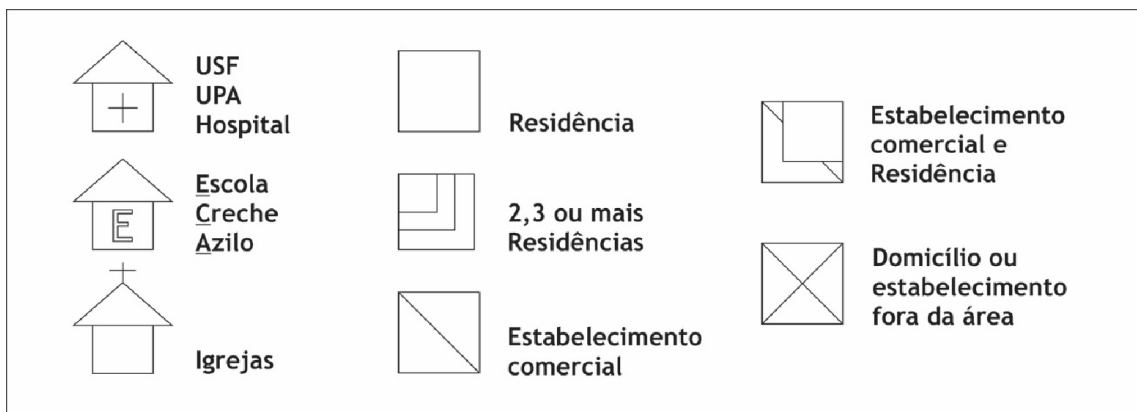 USF
UPA
Hospital
Escola
Creche
Azilo
E
Igrejas
Residência
2,3 ou mais
Residências
Estabelecimento
comercial
Estabelecimento
comercial e
Residência
Domicílio ou
estabelecimento
fora da área